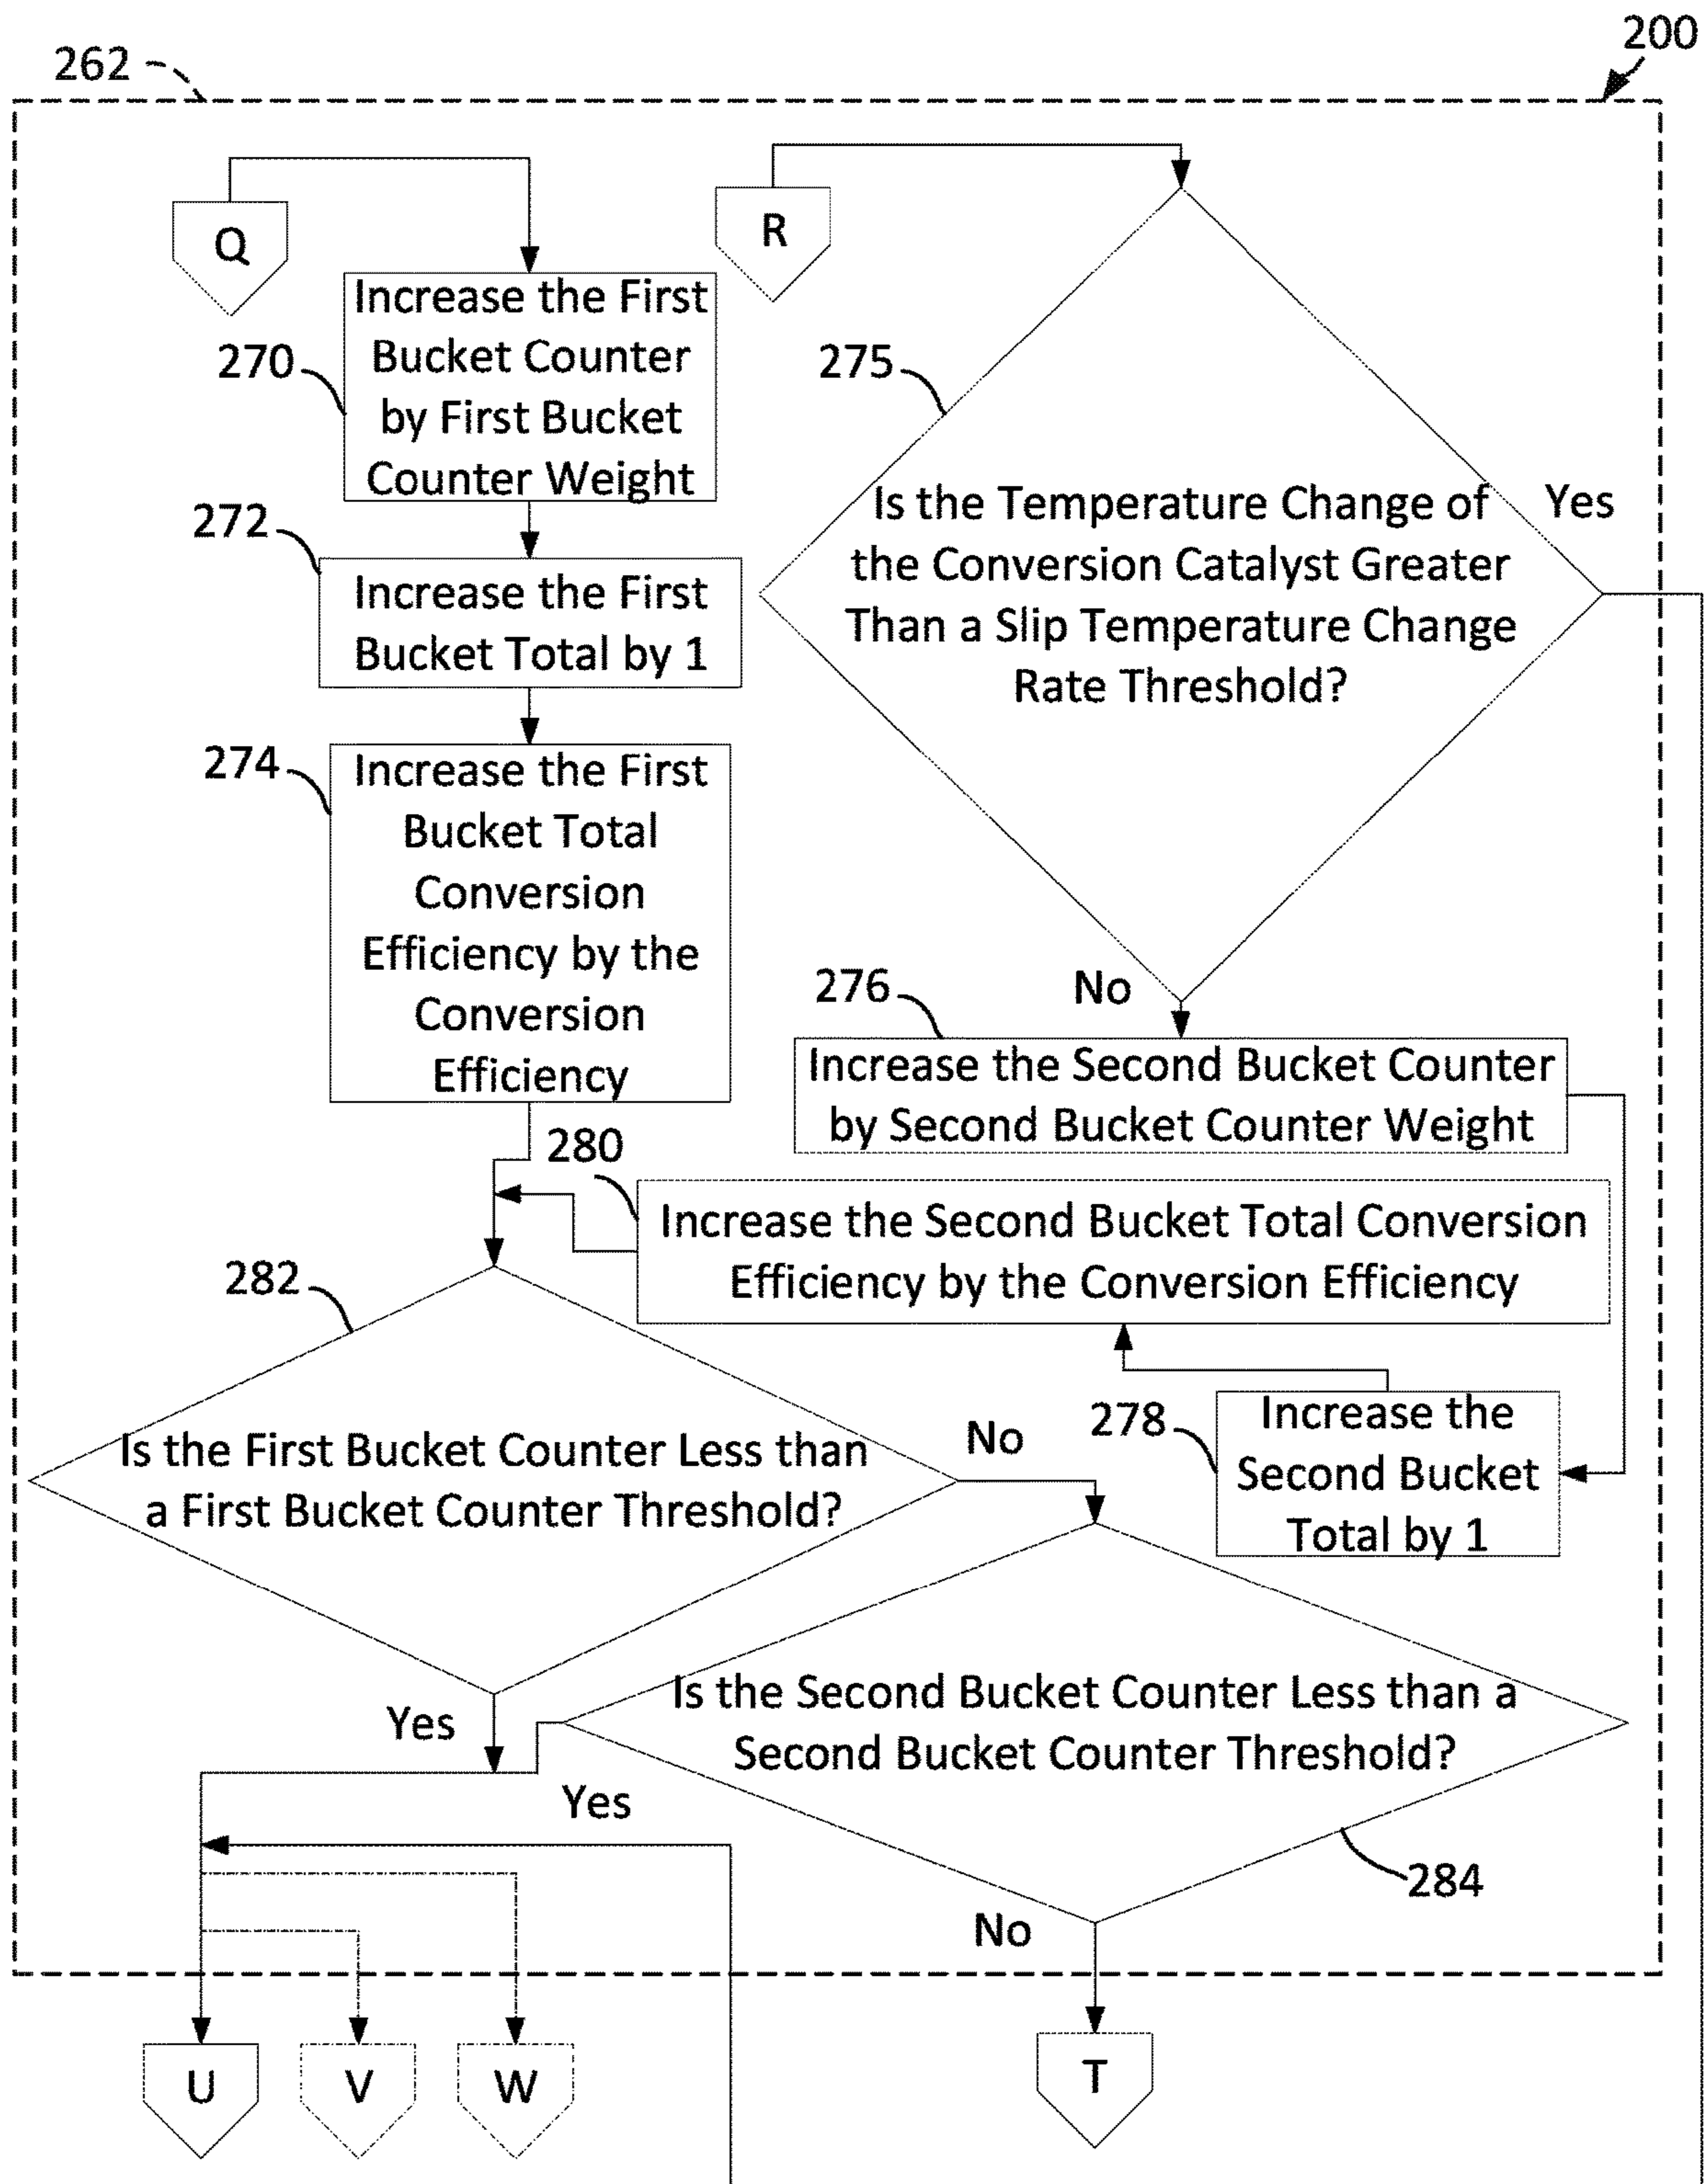 200
262
Q
R
Increase the First
Bucket Counter
by First Bucket
Counter Weight
270
275
Is the Temperature Change of
the Conversion Catalyst Greater
Than a Slip Temperature Change
Rate Threshold?
Yes
272
Increase the First
Bucket Total by 1
274
Increase the First
Bucket Total
Conversion
Efficiency by the
Conversion
Efficiency
No
276
Increase the Second Bucket Counter
by Second Bucket Counter Weight
280
Increase the Second Bucket Total Conversion
Efficiency by the Conversion Efficiency
282
Is the First Bucket Counter Less than
a First Bucket Counter Threshold?
No
278
Increase the
Second Bucket
Total by 1
Yes
Is the Second Bucket Counter Less than a
Second Bucket Counter Threshold?
Yes
284
No
U
V
W
T